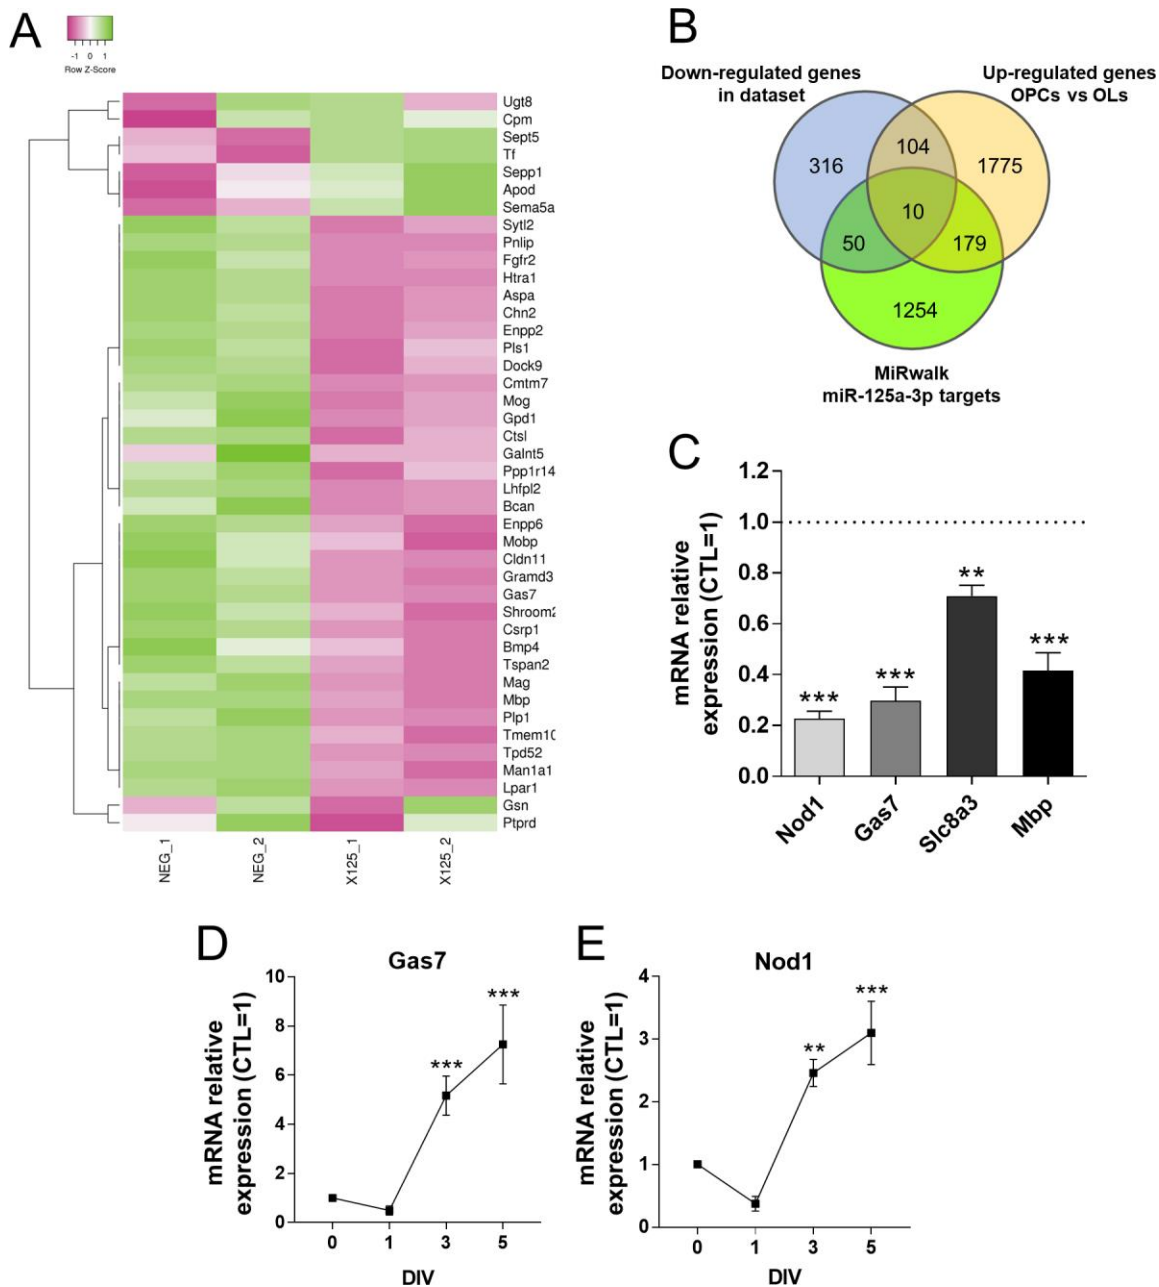 A
-1 0 1
Row Z-Score
Ugt8
Cpm
Sept5
Tf
Sepp1
Apod
Sema5a
Sytl2
Pnlip
Fgfr2
Htra1
Aspa
Chn2
Enpp2
Pls1
Dock9
Cmtm7
Mog
Gpd1
Ctsl
Galnt5
Ppp1r14
Lhfpl2
Bcan
Enpp6
Mobp
Cldn11
Gramd3
Gas7
Shroom2
Csrp1
Bmp4
Tspan2
Mag
Mbp
Plp1
Tmem10
Tpd52
Man1a1
Lpar1
Gsn
Ptprd
NEG_1
NEG_2
X125_1
X125_2
B
Down-regulated genes
in dataset
Up-regulated genes
OPCs vs OLs
316
104
1775
10
50
179
1254
MiRwalk
miR-125a-3p targets
C
mRNA relative
expression (CTL=1)
1.2
1.0
0.8
0.6
0.4
0.2
0.0
***
***
**
***
Nod1
Gas7
Slc8a3
Mbp
D
Gas7
mRNA relative
expression (CTL=1)
10
8
6
4
2
0
***
***
0 1 3 5
DIV
E
Nod1
mRNA relative
expression (CTL=1)
4
3
2
1
0
**
***
0 1 3 5
DIV